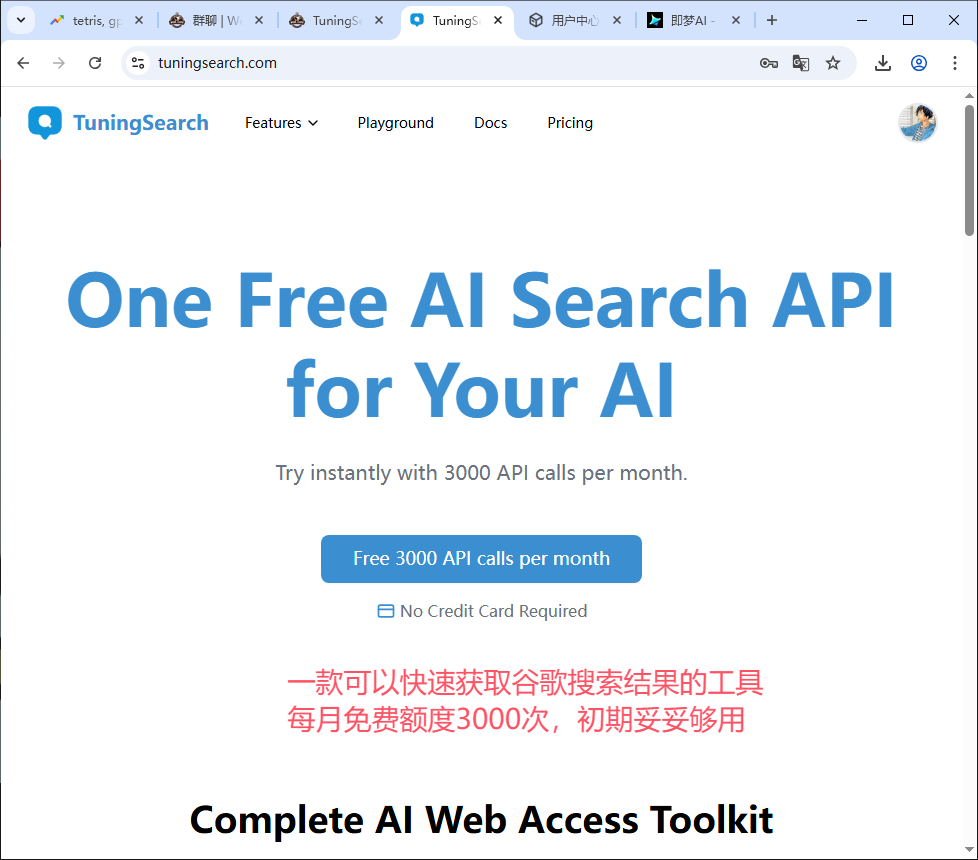 tetris, gp
群聊 | W
TuningS
TuningS
用户中心
即梦AI -
tuningsearch.com
TuningSearch
Features
Playground
Docs
Pricing
One Free AI Search API
for Your AI
Try instantly with 3000 API calls per month.
Free 3000 API calls per month
No Credit Card Required
一款可以快速获取谷歌搜索结果的工具
每月免费额度3000次，初期妥妥够用
Complete AI Web Access Toolkit